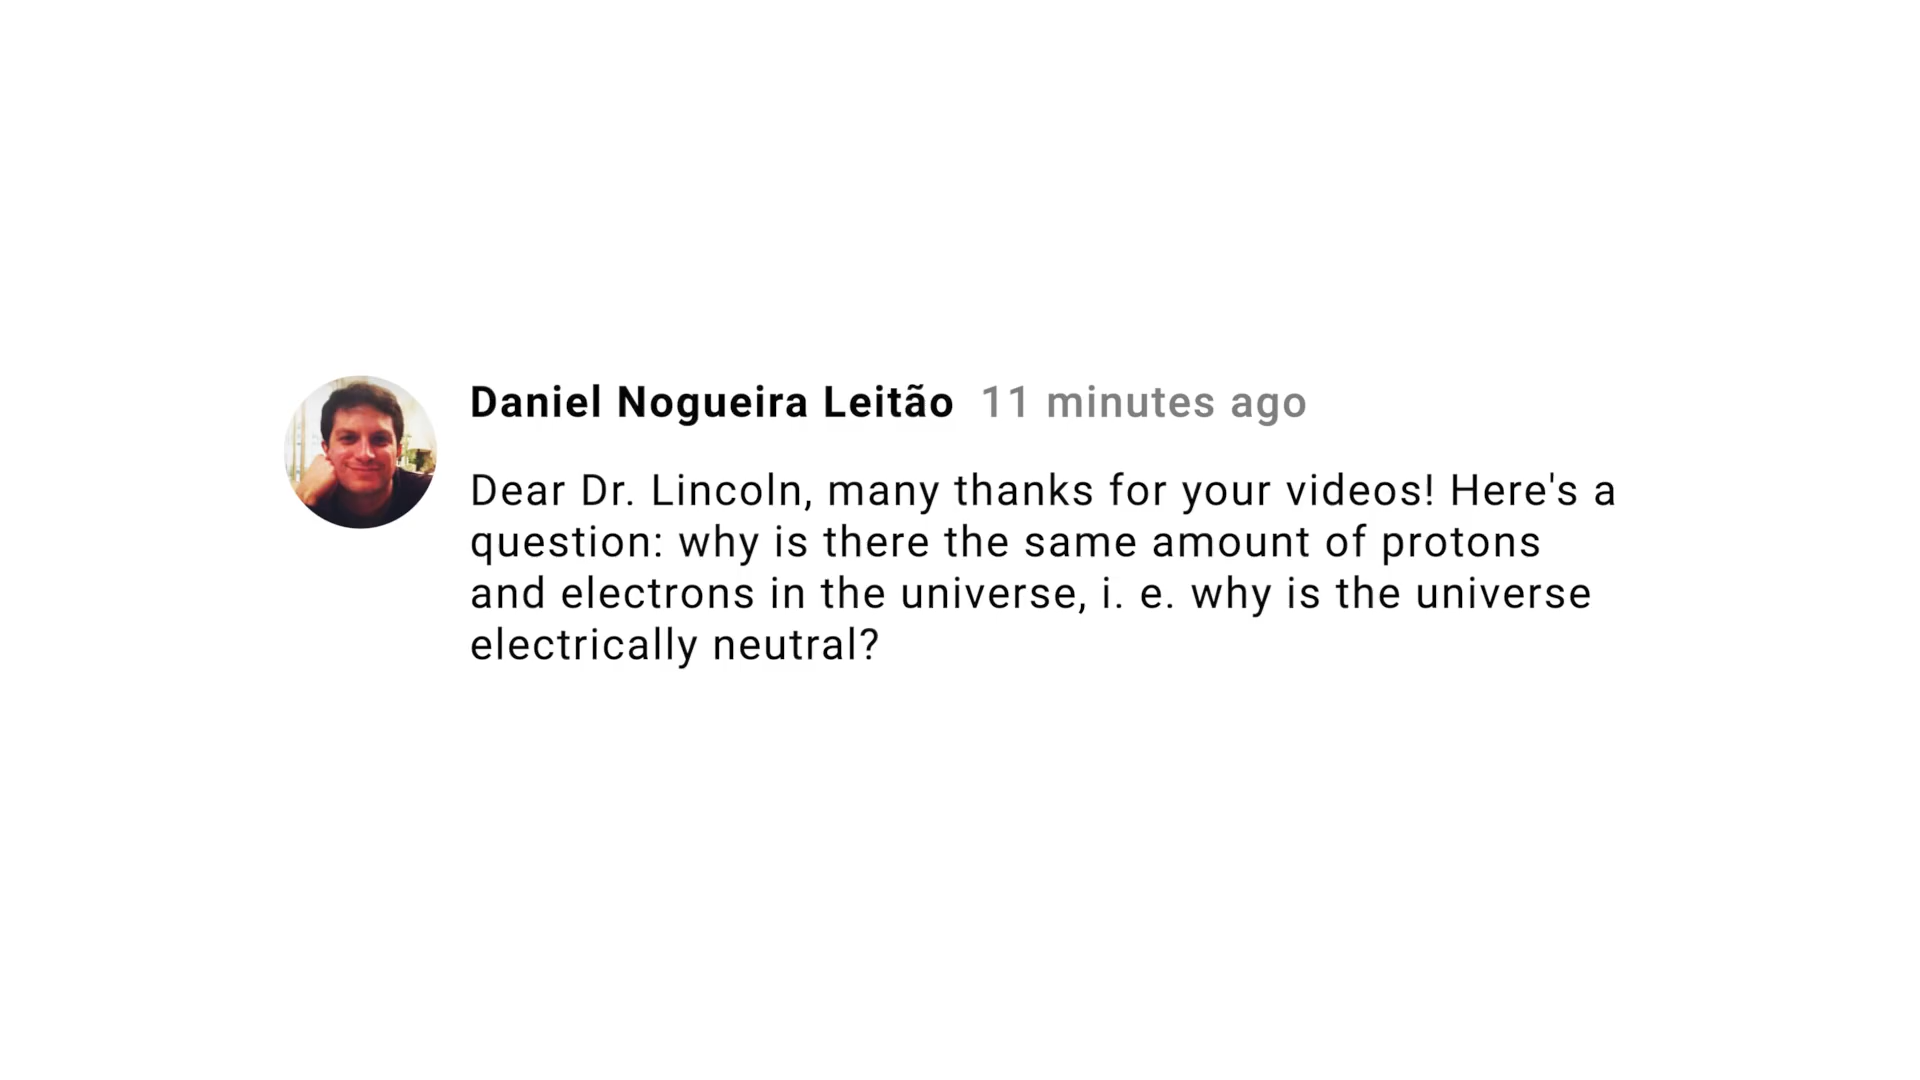 Daniel Nogueira Leitão 11 minutes ago
Dear Dr. Lincoln, many thanks for your videos! Here's a
question: why is there the same amount of protons
and electrons in the universe, i. e. why is the universe
electrically neutral?